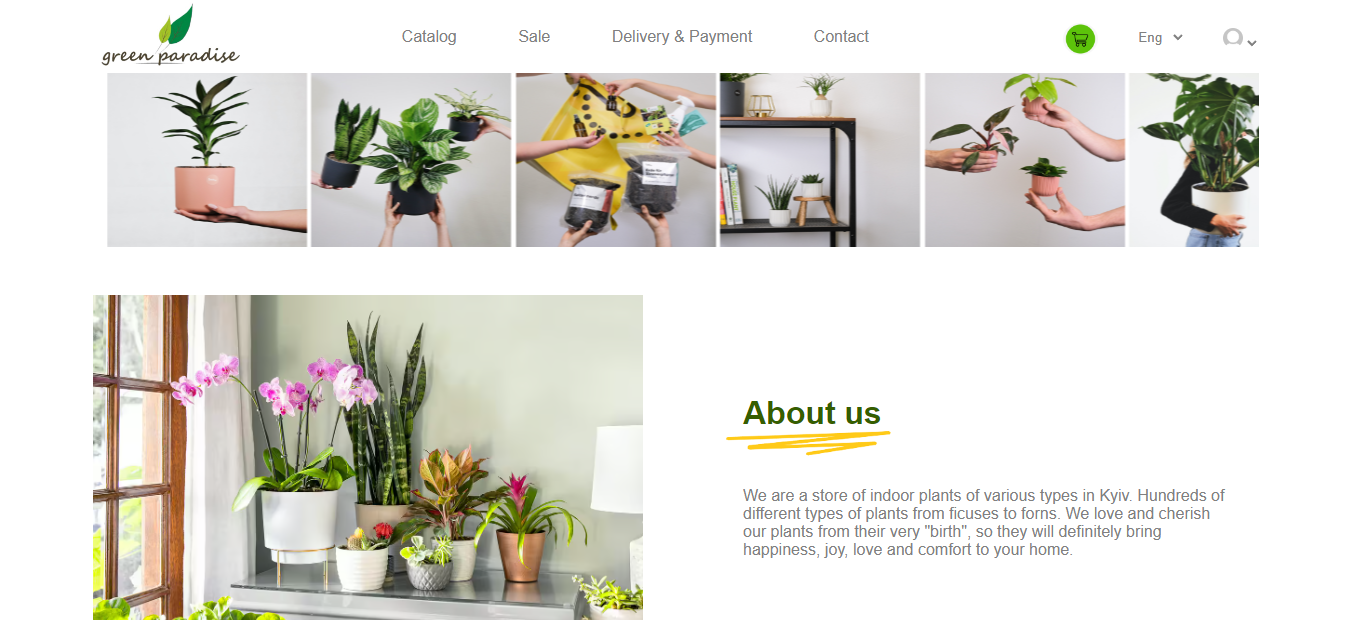 green paradise
Catalog
Sale
Delivery & Payment
Contact
Eng
About us
We are a store of indoor plants of various types in Kyiv. Hundreds of
different types of plants from ficuses to forns. We love and cherish
our plants from their very "birth", so they will definitely bring
happiness, joy, love and comfort to your home.